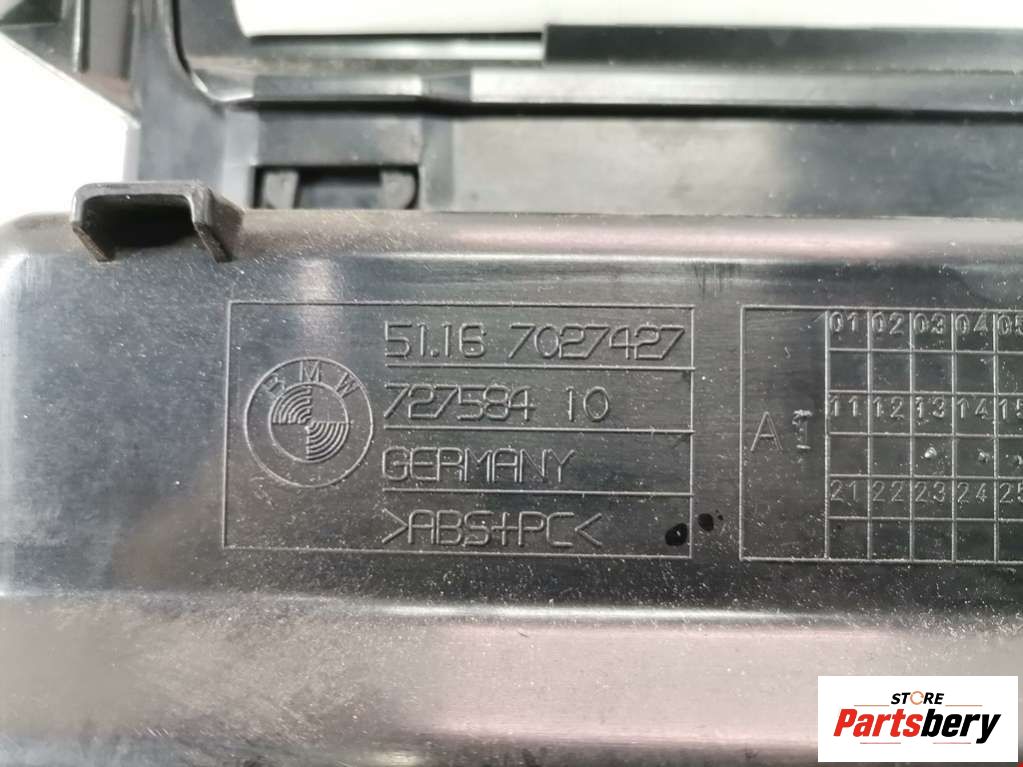 51.16 7027427
BMW
727584 10
GERMANY
>ABS+PC<
A1
01 02 03 04 05
11 12 13 14 15
21 22 23 24 25
STORE
Partsbery